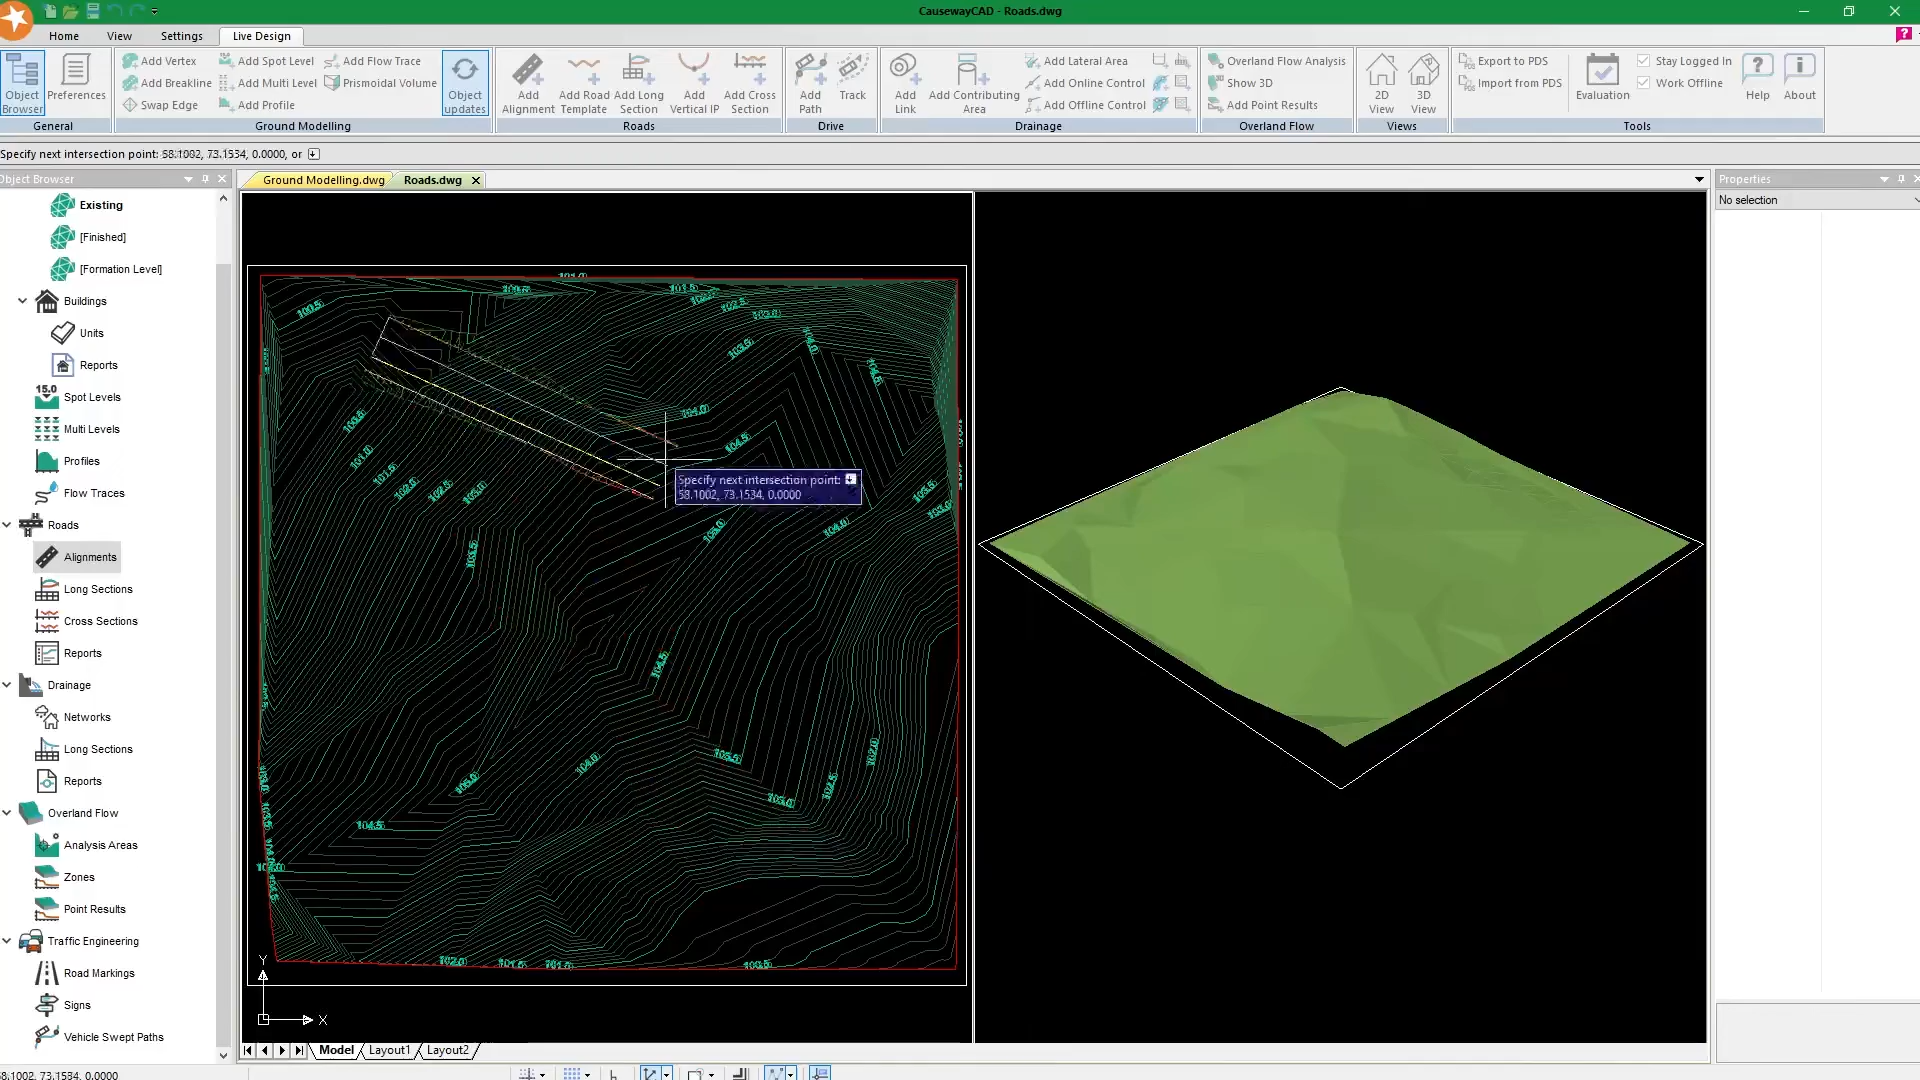 CausewayCAD - Roads.dwg
Home View Settings Live Design
Object Browser
Preferences
General
Add Vertex
Add Breakline
Swap Edge
Add Spot Level
Add Multi Level
Add Profile
Add Flow Trace
Prismoidal Volume
Object updates
Ground Modelling
Add Alignment
Add Road Template
Add Long Section
Add Vertical IP
Add Cross Section
Roads
Add Path
Track
Drive
Add Link
Add Contributing Area
Add Lateral Area
Add Online Control
Add Offline Control
Drainage
Overland Flow Analysis
Show 3D
Add Point Results
Overland Flow
2D View
3D View
Views
Export to PDS
Import from PDS
Evaluation
Stay Logged In
Work Offline
Help
About
Tools
Specify next intersection point: 58.1002, 73.1534, 0.0000, or
Object Browser
Existing
[Finished]
[Formation Level]
Buildings
Units
Reports
15.0
Spot Levels
Multi Levels
Profiles
Flow Traces
Roads
Alignments
Long Sections
Cross Sections
Reports
Drainage
Networks
Long Sections
Reports
Overland Flow
Analysis Areas
Zones
Point Results
Traffic Engineering
Road Markings
Signs
Vehicle Swept Paths
Ground Modelling.dwg
Roads.dwg
Specify next intersection point:
58.1002, 73.1534, 0.0000
Y
X
Model Layout1 Layout2
Properties
No selection
58.1002, 73.1534, 0.0000